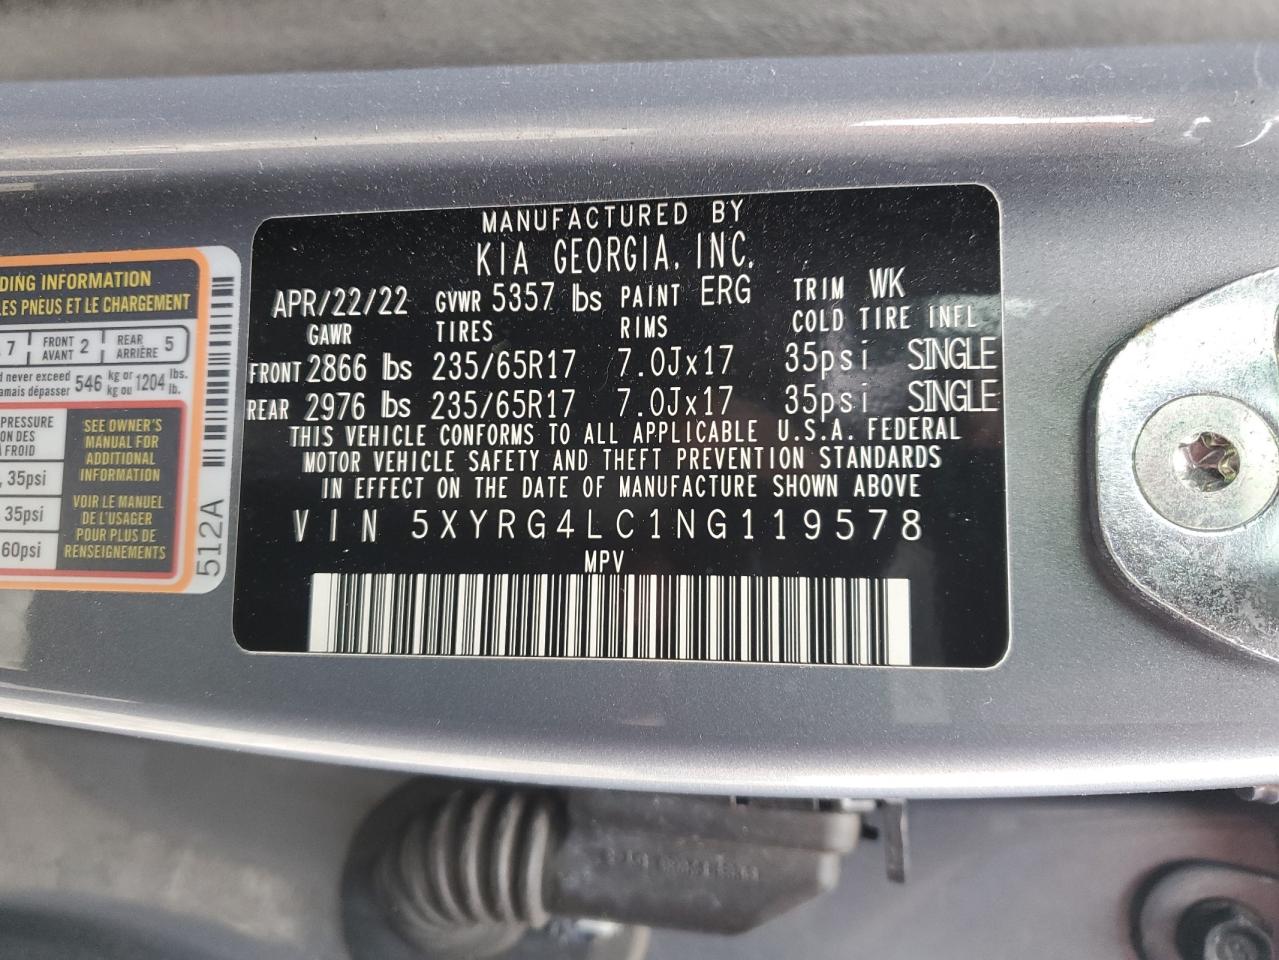 MANUFACTURED BY
KIA GEORGIA, INC.
APR/22/22 GVWR 5357 lbs PAINT ERG TRIM WK
GAWR TIRES RIMS COLD TIRE INFL
FRONT 2866 lbs 235/65R17 7.0Jx17 35psi SINGLE
REAR 2976 lbs 235/65R17 7.0Jx17 35psi SINGLE
THIS VEHICLE CONFORMS TO ALL APPLICABLE U.S.A. FEDERAL
MOTOR VEHICLE SAFETY AND THEFT PREVENTION STANDARDS
IN EFFECT ON THE DATE OF MANUFACTURE SHOWN ABOVE
VIN 5XYRG4LC1NG119578
MPV
DING INFORMATION
LES PNEUS ET LE CHARGEMENT
7 FRONT 2 REAR 5
AVANT ARRIÈRE
d never exceed 546 kg or 1204 lbs.
amais dépasser kg ou lb.
PRESSURE
ON DES
FROID
, 35psi
35psi
60psi
SEE OWNER'S
MANUAL FOR
ADDITIONAL
INFORMATION
VOIR LE MANUEL
DE L'USAGER
POUR PLUS DE
RENSEIGNEMENTS
512A